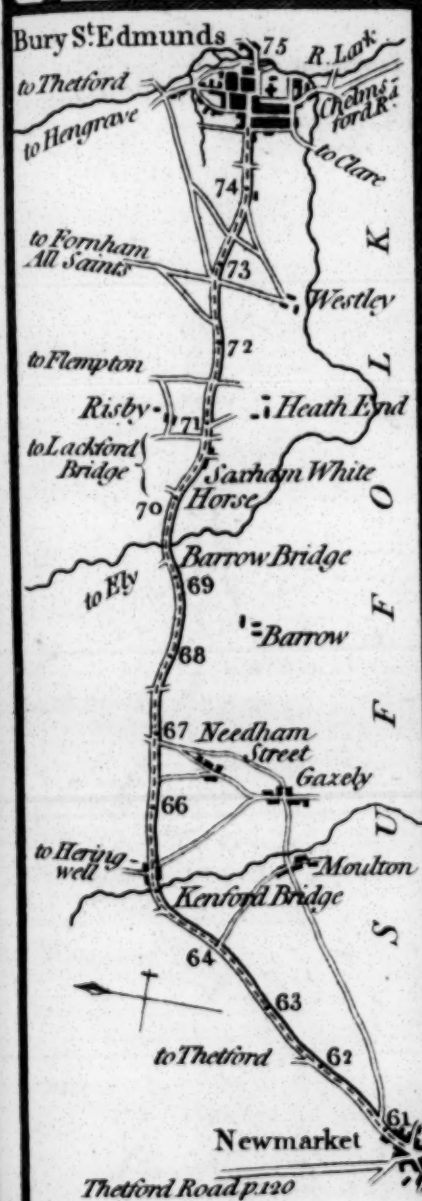 Bury St. Edmunds
75
R. Lark
to Thetford
Chelms-
ford R.d
to Hengrave
to Clare
74
to Fornham
All Saints
73
Westley
72
to Flempton
Risby
71
Heath End
to Lackford
Bridge
Saxham White
Horse
70
Barrow Bridge
to Ely
69
Barrow
68
67
Needham
Street
Gazely
66
to Hering-
well
Moulton
Kenford Bridge
64
63
to Thetford
62
61
Newmarket
Thetford Road p.120
SUFFOLK